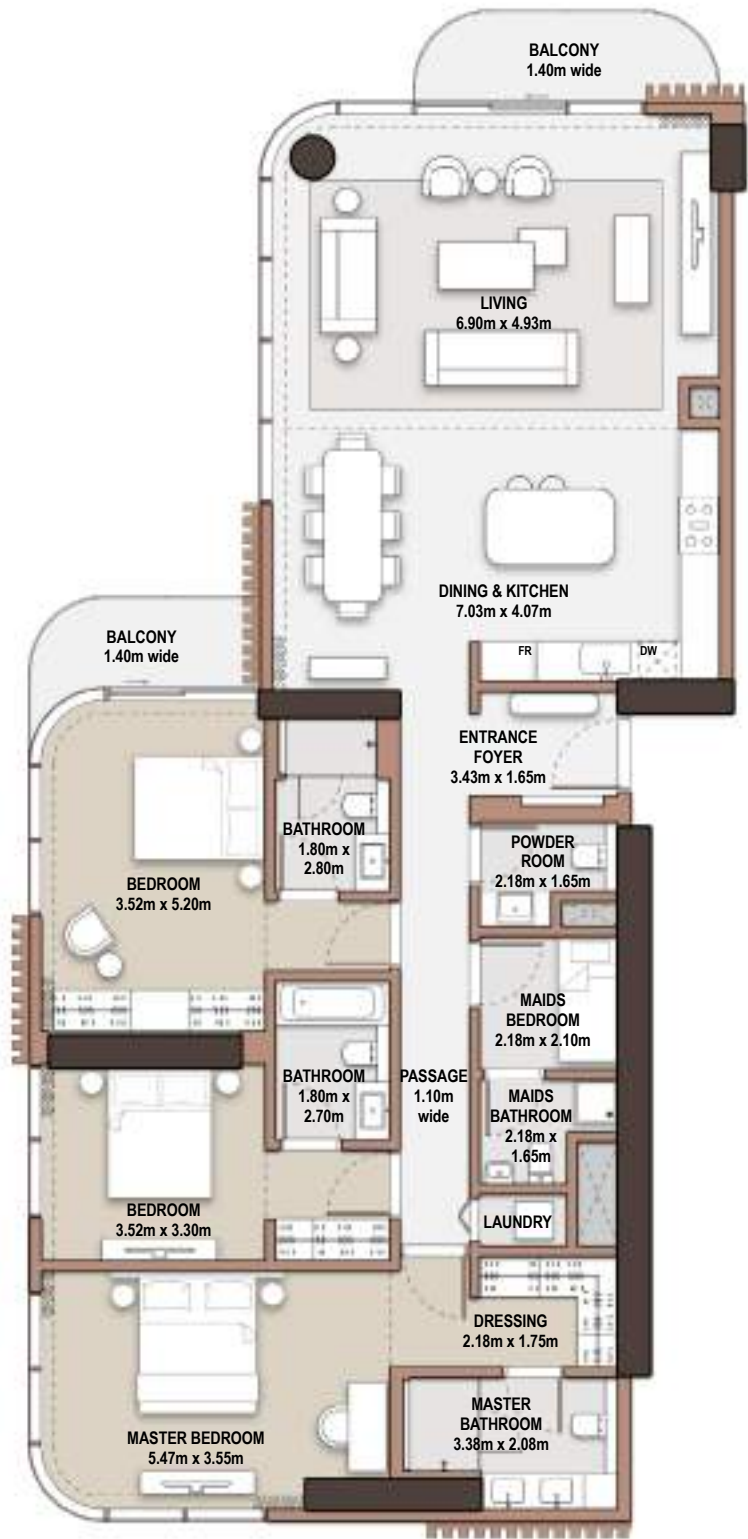 BALCONY
1.40m wide
LIVING
6.90m x 4.93m
DINING & KITCHEN
7.03m x 4.07m
FR
DW
BALCONY
1.40m wide
ENTRANCE
FOYER
3.43m x 1.65m
BATHROOM
1.80m x
2.80m
POWDER
ROOM
2.18m x 1.65m
BEDROOM
3.52m x 5.20m
MAIDS
BEDROOM
2.18m x 2.10m
BATHROOM
1.80m x
2.70m
PASSAGE
1.10m
wide
MAIDS
BATHROOM
2.18m x
1.65m
BEDROOM
3.52m x 3.30m
LAUNDRY
DRESSING
2.18m x 1.75m
MASTER BEDROOM
5.47m x 3.55m
MASTER
BATHROOM
3.38m x 2.08m